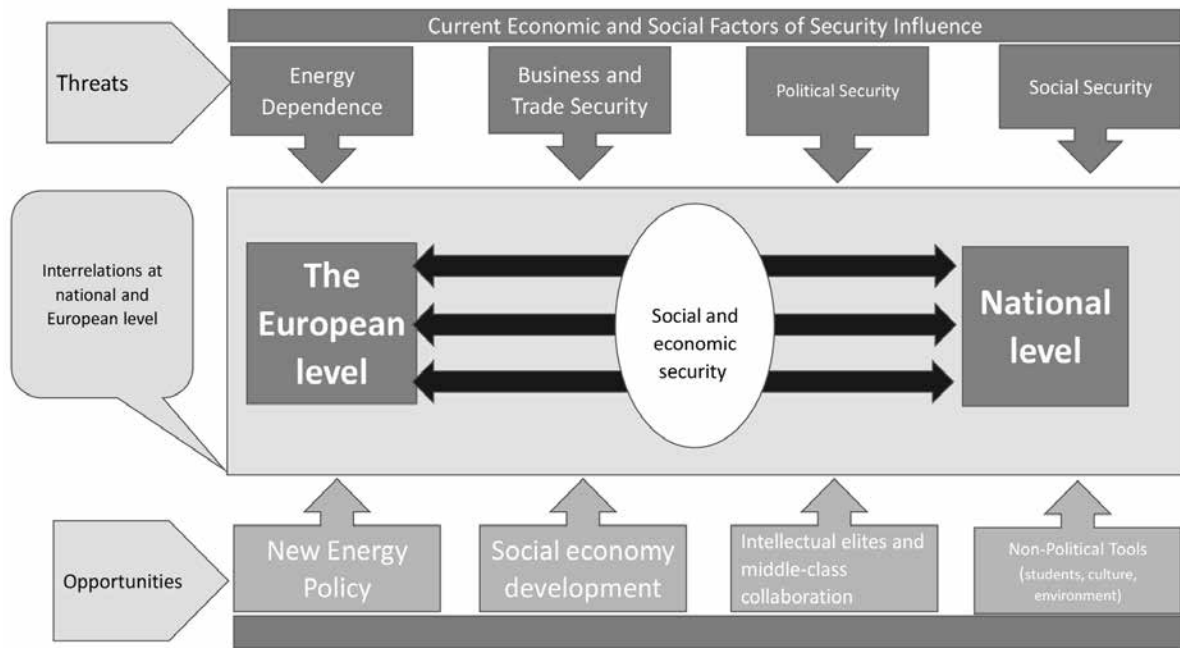 Current Economic and Social Factors of Security Influence
Threats
Energy
Dependence
Business and
Trade Security
Political Security
Social Security
Interrelations at
national and
European level
The
European
level
Social and
economic
security
National
level
Opportunities
New Energy
Policy
Social economy
development
Intellectual elites and
middle-class
collaboration
Non-Political Tools
(students, culture,
environment)